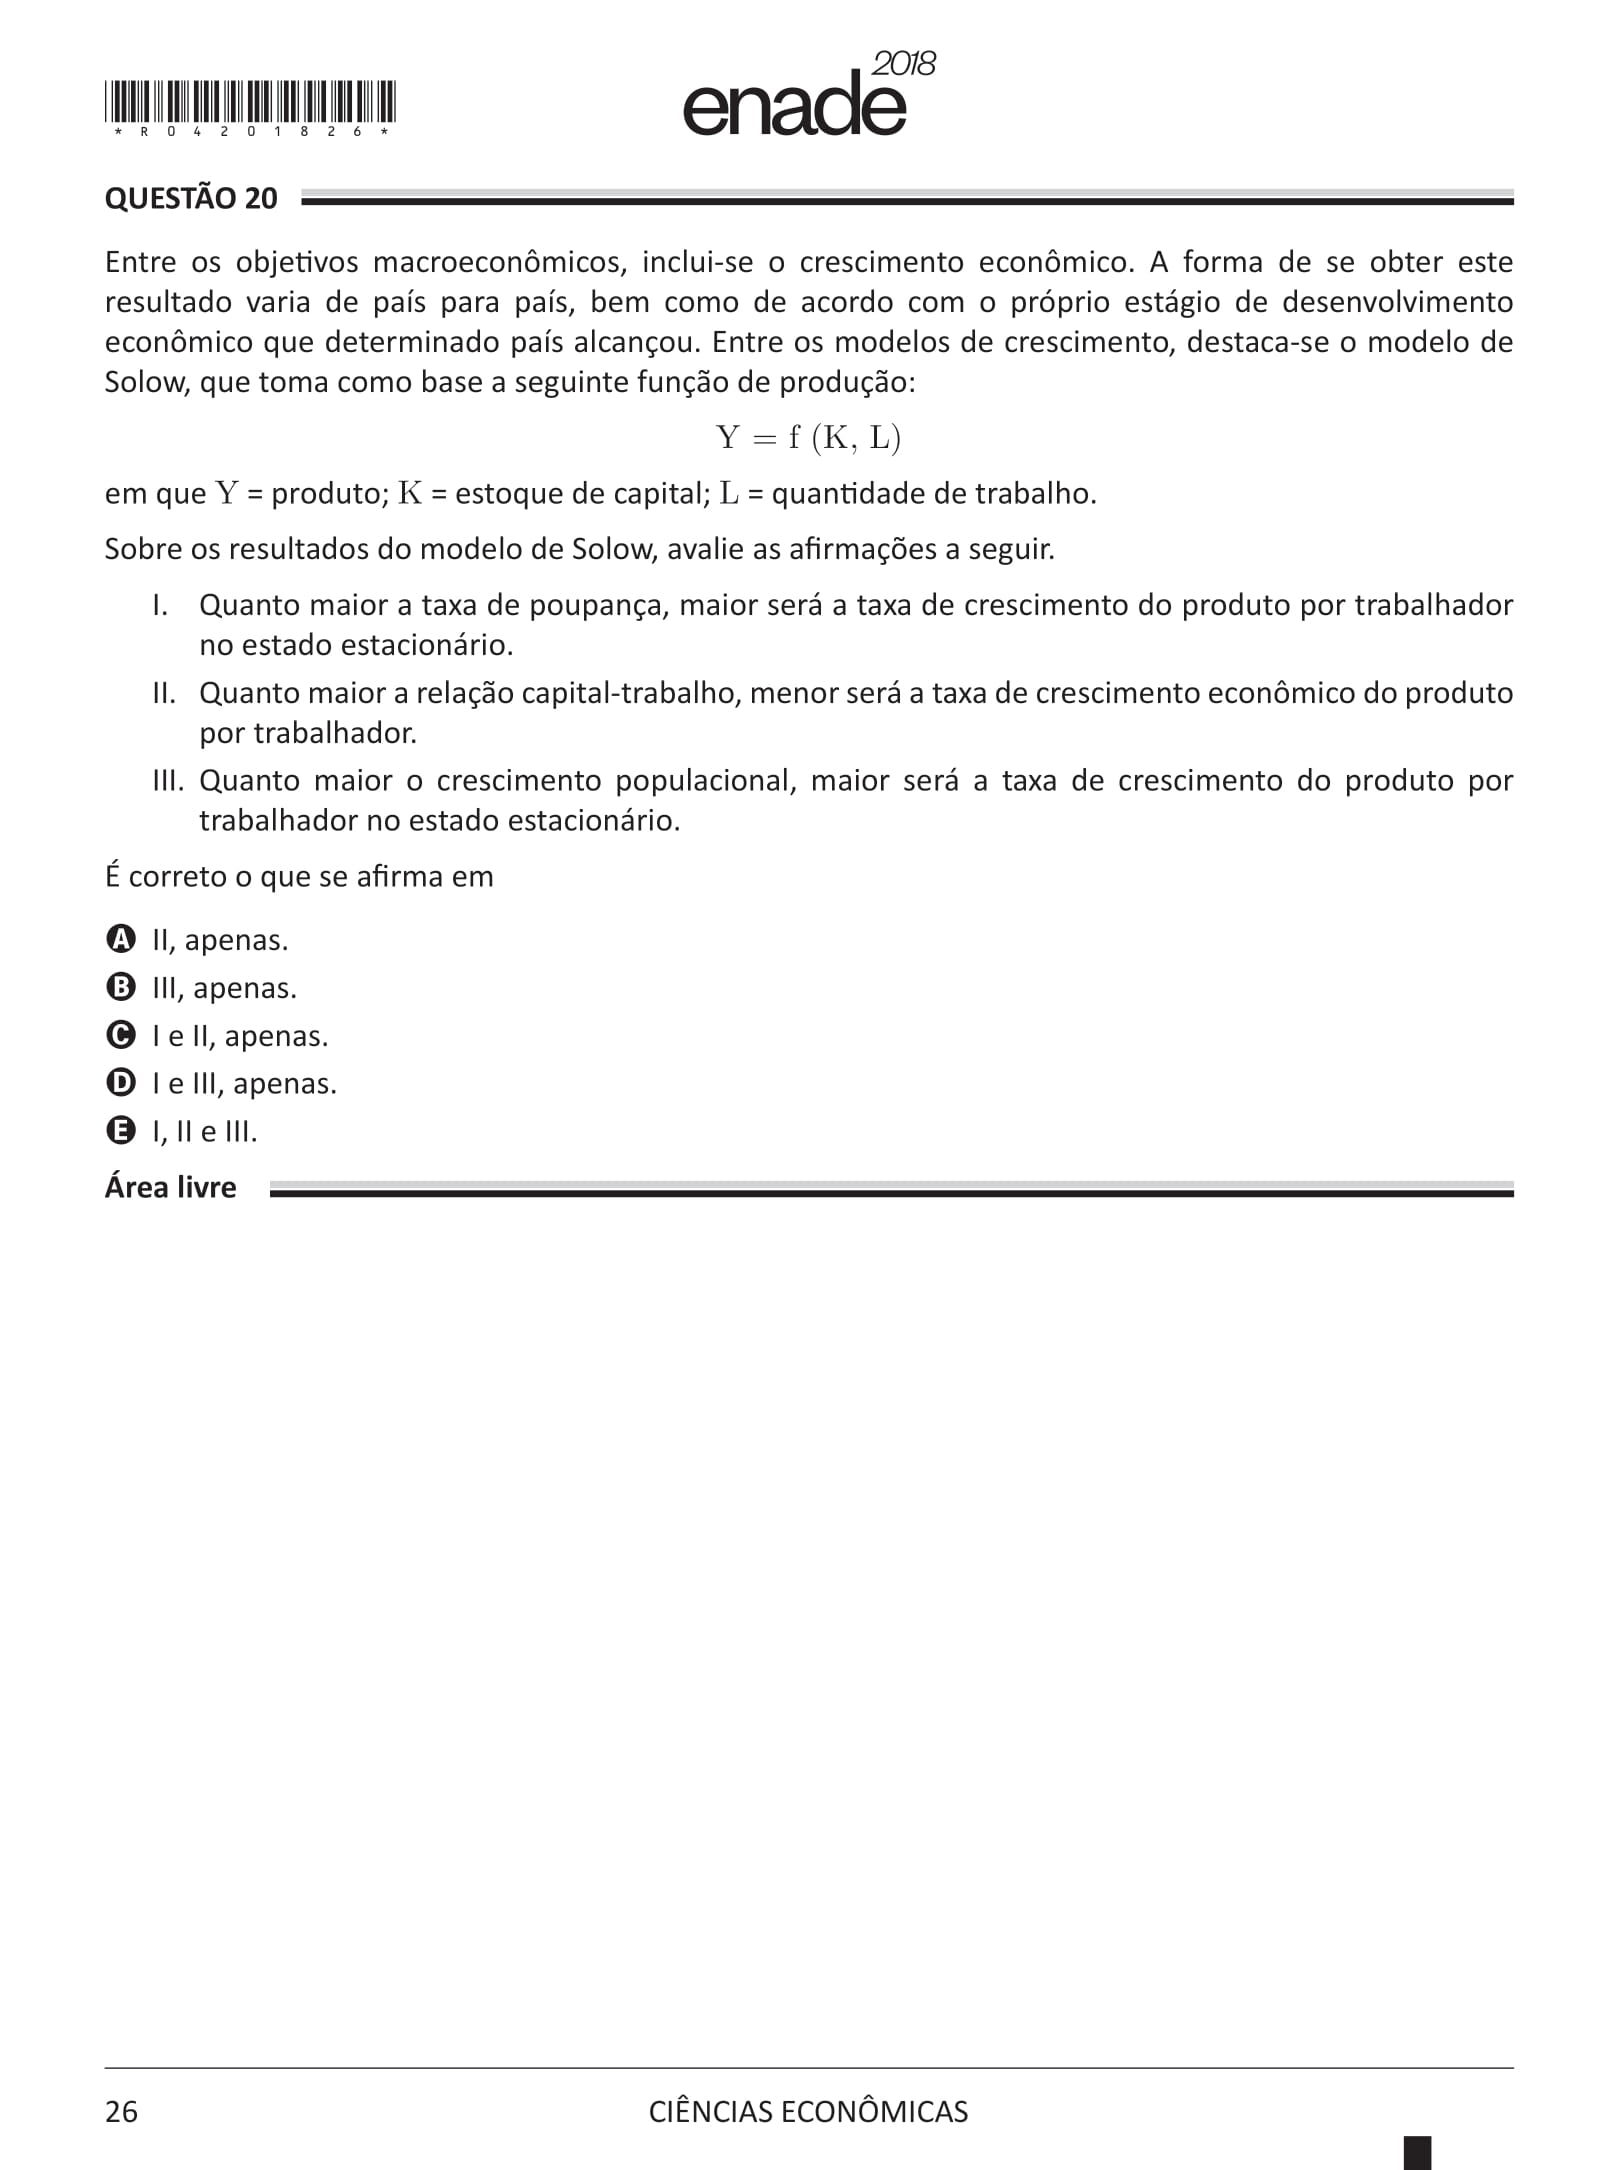 *R04201826*
enade 2018
QUESTÃO 20
Entre os objetivos macroeconômicos, inclui-se o crescimento econômico. A forma de se obter este
resultado varia de país para país, bem como de acordo com o próprio estágio de desenvolvimento
econômico que determinado país alcançou. Entre os modelos de crescimento, destaca-se o modelo de
Solow, que toma como base a seguinte função de produção:
Y = f (K, L)
em que Y = produto; K = estoque de capital; L = quantidade de trabalho.
Sobre os resultados do modelo de Solow, avalie as afirmações a seguir.
I. Quanto maior a taxa de poupança, maior será a taxa de crescimento do produto por trabalhador
no estado estacionário.
II. Quanto maior a relação capital-trabalho, menor será a taxa de crescimento econômico do produto
por trabalhador.
III. Quanto maior o crescimento populacional, maior será a taxa de crescimento do produto por
trabalhador no estado estacionário.
É correto o que se afirma em
A II, apenas.
B III, apenas.
C I e II, apenas.
D I e III, apenas.
E I, II e III.
Área livre
26
CIÊNCIAS ECONÔMICAS